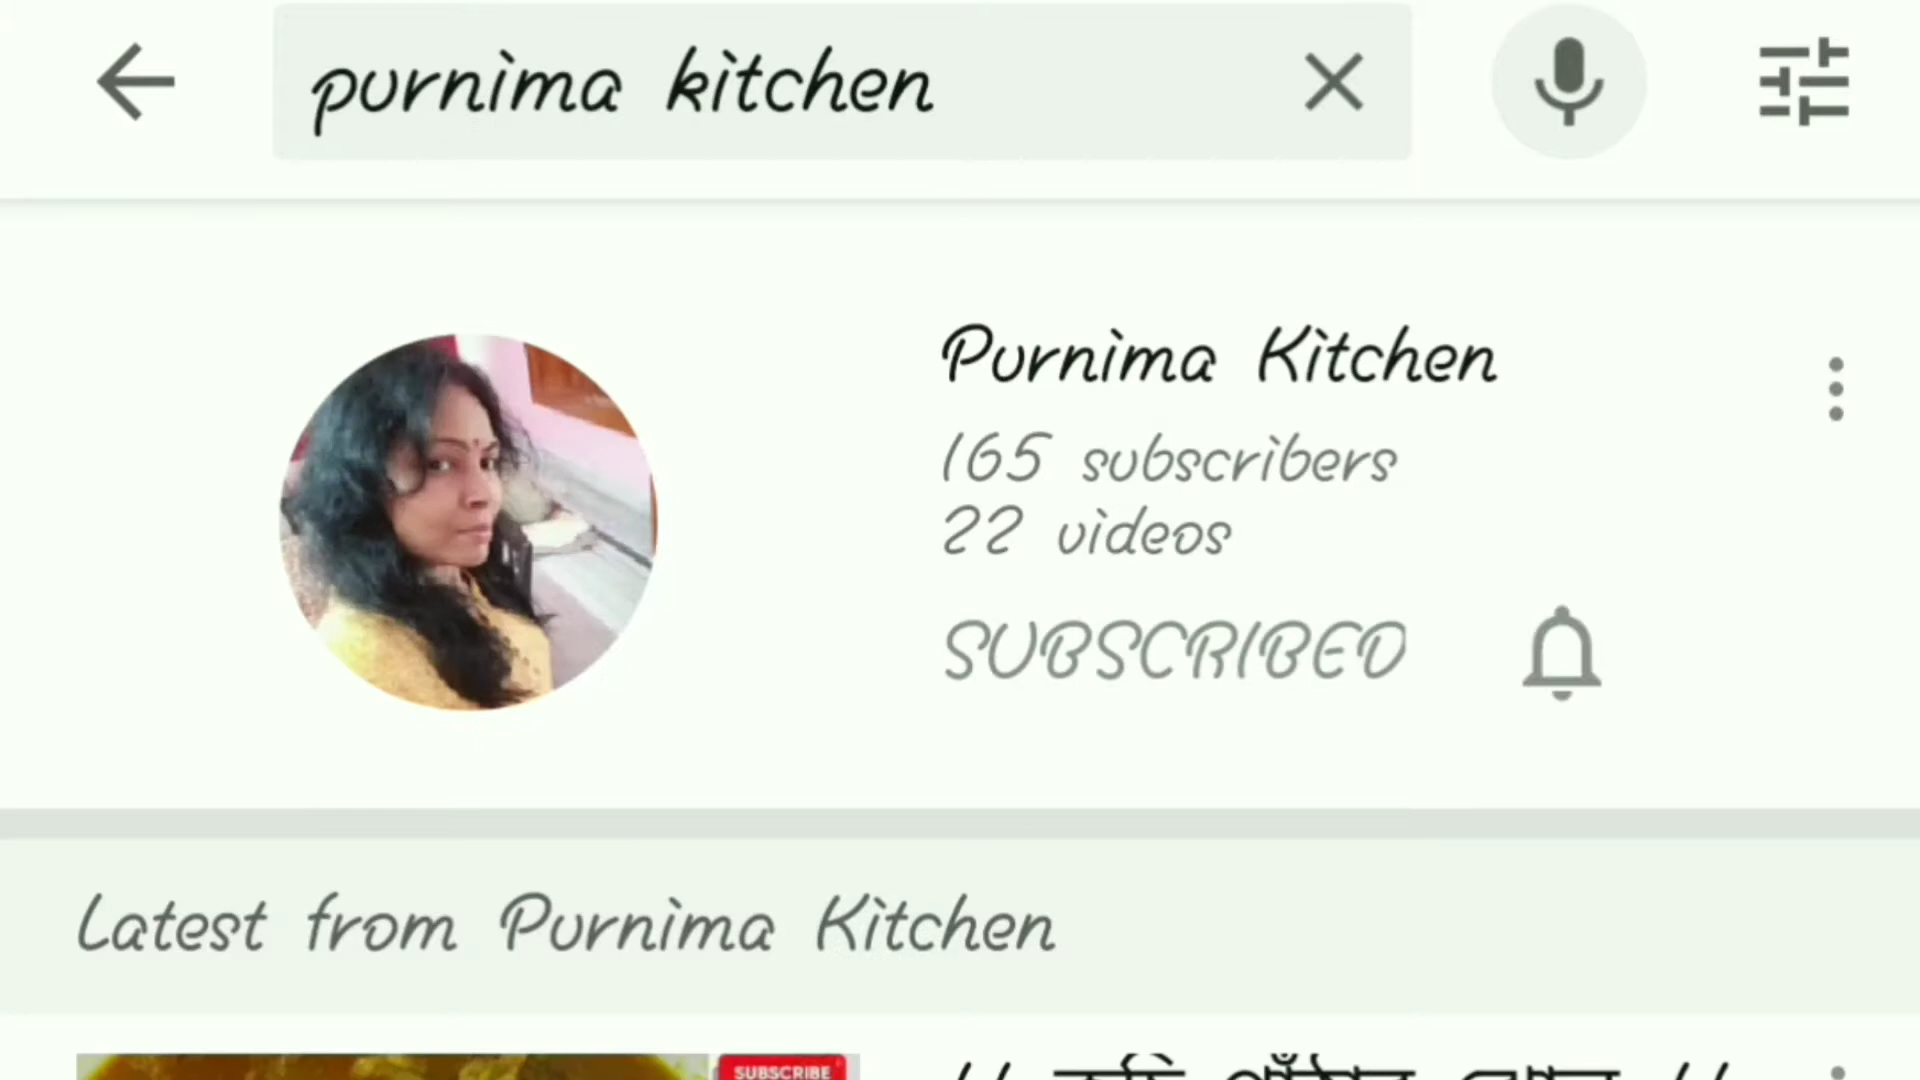 purnima kitchen
Purnima Kitchen
165 subscribers
22 videos
SUBSCRIBED
Latest from Purnima Kitchen
SUBSCRIBE